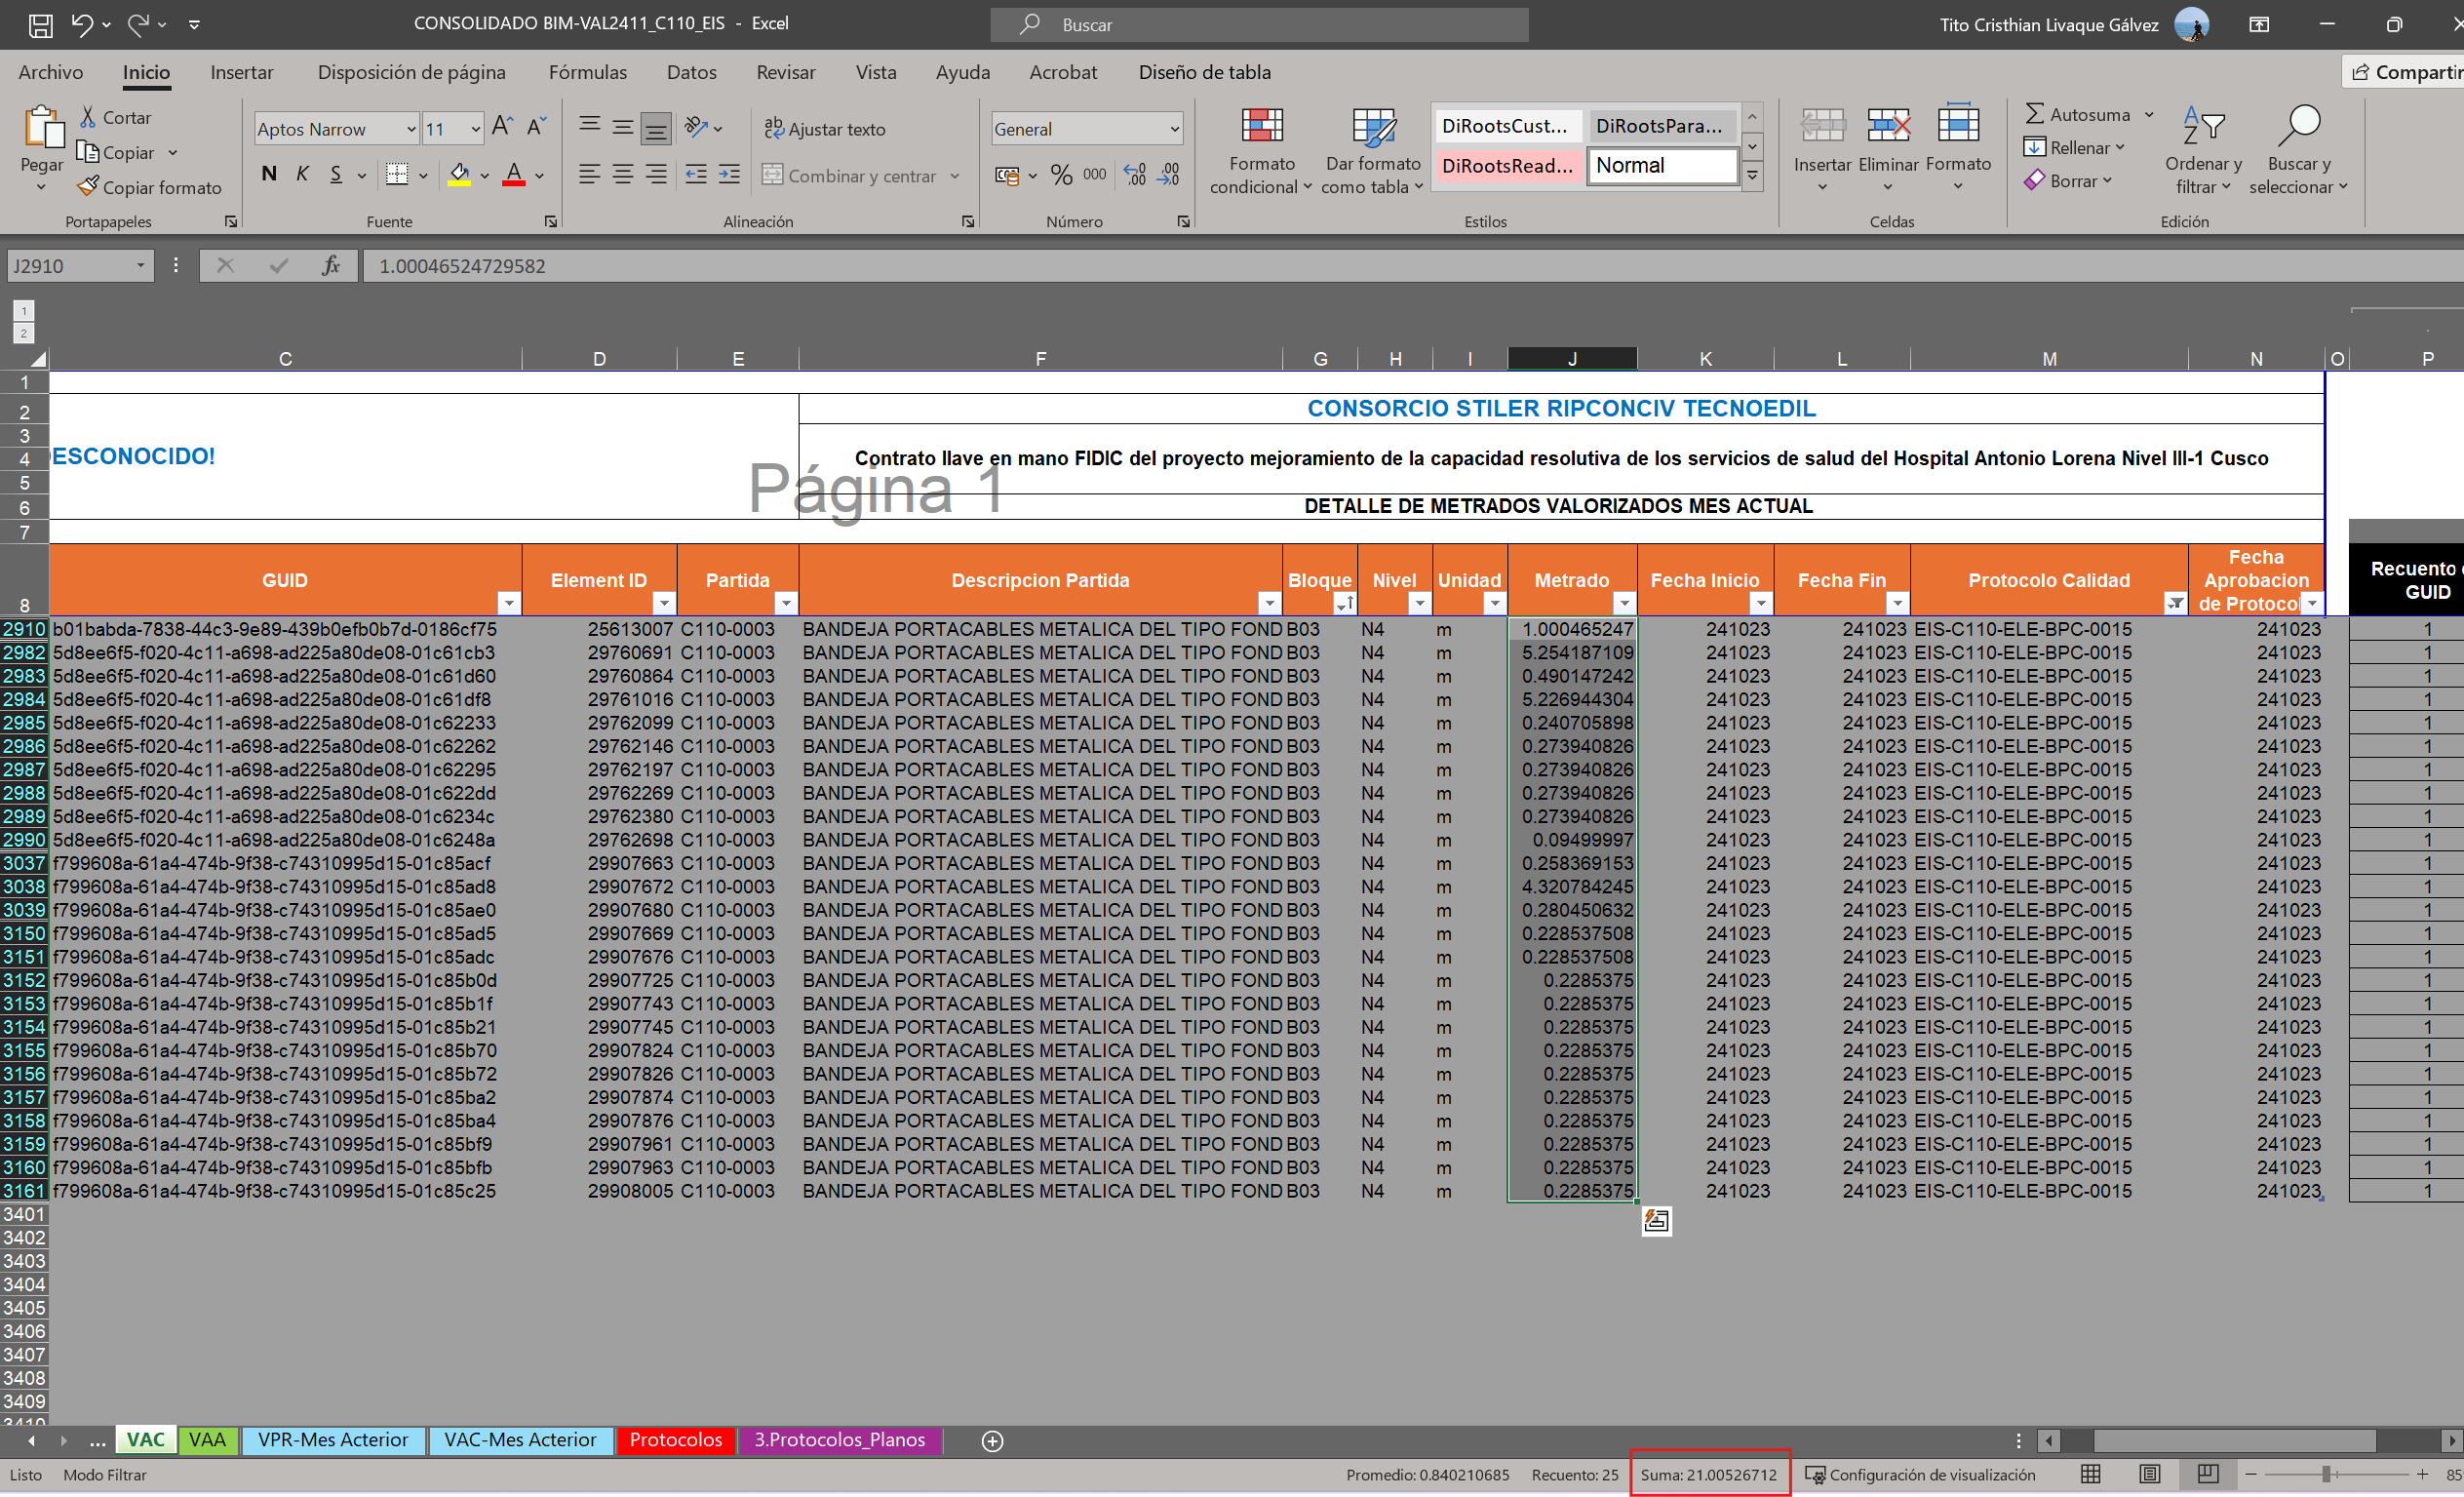 CONSOLIDADO BIM-VAL2411_C110_EIS - Excel
Buscar
Tito Cristhian Livaque Gálvez
Archivo Inicio Insertar Disposición de página Fórmulas Datos Revisar Vista Ayuda Acrobat Diseño de tabla
Compartir
Pegar
Cortar
Copiar
Copiar formato
Portapapeles
Aptos Narrow 11
N K S
Fuente
Ajustar texto
Combinar y centrar
Alineación
General
% 000
Número
Formato condicional
Dar formato como tabla
DiRootsCust... DiRootsPara...
DiRootsRead... Normal
Estilos
Insertar Eliminar Formato
Celdas
Autosuma
Rellenar
Borrar
Ordenar y filtrar
Buscar y seleccionar
Edición
J2910 fx 1.00046524729582
1
2
C D E F G H I J K L M N O P
1
2 CONSORCIO STILER RIPCONCIV TECNOEDIL
3
4 DESCONOCIDO! Contrato llave en mano FIDIC del proyecto mejoramiento de la capacidad resolutiva de los servicios de salud del Hospital Antonio Lorena Nivel III-1 Cusco
Página 1
5
6 DETALLE DE METRADOS VALORIZADOS MES ACTUAL
7
8 GUID Element ID Partida Descripcion Partida Bloque Nivel Unidad Metrado Fecha Inicio Fecha Fin Protocolo Calidad Fecha Aprobacion de Protocol Recuento GUID
2910 b01babda-7838-44c3-9e89-439b0efb0b7d-0186cf75 25613007 C110-0003 BANDEJA PORTACABLES METALICA DEL TIPO FOND B03 N4 m 1.000465247 241023 241023 EIS-C110-ELE-BPC-0015 241023 1
2982 5d8ee6f5-f020-4c11-a698-ad225a80de08-01c61cb3 29760691 C110-0003 BANDEJA PORTACABLES METALICA DEL TIPO FOND B03 N4 m 5.254187109 241023 241023 EIS-C110-ELE-BPC-0015 241023 1
2983 5d8ee6f5-f020-4c11-a698-ad225a80de08-01c61d60 29760864 C110-0003 BANDEJA PORTACABLES METALICA DEL TIPO FOND B03 N4 m 0.490147242 241023 241023 EIS-C110-ELE-BPC-0015 241023 1
2984 5d8ee6f5-f020-4c11-a698-ad225a80de08-01c61df8 29761016 C110-0003 BANDEJA PORTACABLES METALICA DEL TIPO FOND B03 N4 m 5.226944304 241023 241023 EIS-C110-ELE-BPC-0015 241023 1
2985 5d8ee6f5-f020-4c11-a698-ad225a80de08-01c62233 29762099 C110-0003 BANDEJA PORTACABLES METALICA DEL TIPO FOND B03 N4 m 0.240705898 241023 241023 EIS-C110-ELE-BPC-0015 241023 1
2986 5d8ee6f5-f020-4c11-a698-ad225a80de08-01c62262 29762146 C110-0003 BANDEJA PORTACABLES METALICA DEL TIPO FOND B03 N4 m 0.273940826 241023 241023 EIS-C110-ELE-BPC-0015 241023 1
2987 5d8ee6f5-f020-4c11-a698-ad225a80de08-01c62295 29762197 C110-0003 BANDEJA PORTACABLES METALICA DEL TIPO FOND B03 N4 m 0.273940826 241023 241023 EIS-C110-ELE-BPC-0015 241023 1
2988 5d8ee6f5-f020-4c11-a698-ad225a80de08-01c622dd 29762269 C110-0003 BANDEJA PORTACABLES METALICA DEL TIPO FOND B03 N4 m 0.273940826 241023 241023 EIS-C110-ELE-BPC-0015 241023 1
2989 5d8ee6f5-f020-4c11-a698-ad225a80de08-01c6234c 29762380 C110-0003 BANDEJA PORTACABLES METALICA DEL TIPO FOND B03 N4 m 0.273940826 241023 241023 EIS-C110-ELE-BPC-0015 241023 1
2990 5d8ee6f5-f020-4c11-a698-ad225a80de08-01c6248a 29762698 C110-0003 BANDEJA PORTACABLES METALICA DEL TIPO FOND B03 N4 m 0.09499997 241023 241023 EIS-C110-ELE-BPC-0015 241023 1
3037 f799608a-61a4-474b-9f38-c74310995d15-01c85acf 29907663 C110-0003 BANDEJA PORTACABLES METALICA DEL TIPO FOND B03 N4 m 0.258369153 241023 241023 EIS-C110-ELE-BPC-0015 241023 1
3038 f799608a-61a4-474b-9f38-c74310995d15-01c85ad8 29907672 C110-0003 BANDEJA PORTACABLES METALICA DEL TIPO FOND B03 N4 m 4.320784245 241023 241023 EIS-C110-ELE-BPC-0015 241023 1
3039 f799608a-61a4-474b-9f38-c74310995d15-01c85ae0 29907680 C110-0003 BANDEJA PORTACABLES METALICA DEL TIPO FOND B03 N4 m 0.280450632 241023 241023 EIS-C110-ELE-BPC-0015 241023 1
3150 f799608a-61a4-474b-9f38-c74310995d15-01c85ad5 29907669 C110-0003 BANDEJA PORTACABLES METALICA DEL TIPO FOND B03 N4 m 0.228537508 241023 241023 EIS-C110-ELE-BPC-0015 241023 1
3151 f799608a-61a4-474b-9f38-c74310995d15-01c85adc 29907676 C110-0003 BANDEJA PORTACABLES METALICA DEL TIPO FOND B03 N4 m 0.228537508 241023 241023 EIS-C110-ELE-BPC-0015 241023 1
3152 f799608a-61a4-474b-9f38-c74310995d15-01c85b0d 29907725 C110-0003 BANDEJA PORTACABLES METALICA DEL TIPO FOND B03 N4 m 0.2285375 241023 241023 EIS-C110-ELE-BPC-0015 241023 1
3153 f799608a-61a4-474b-9f38-c74310995d15-01c85b1f 29907743 C110-0003 BANDEJA PORTACABLES METALICA DEL TIPO FOND B03 N4 m 0.2285375 241023 241023 EIS-C110-ELE-BPC-0015 241023 1
3154 f799608a-61a4-474b-9f38-c74310995d15-01c85b21 29907745 C110-0003 BANDEJA PORTACABLES METALICA DEL TIPO FOND B03 N4 m 0.2285375 241023 241023 EIS-C110-ELE-BPC-0015 241023 1
3155 f799608a-61a4-474b-9f38-c74310995d15-01c85b70 29907824 C110-0003 BANDEJA PORTACABLES METALICA DEL TIPO FOND B03 N4 m 0.2285375 241023 241023 EIS-C110-ELE-BPC-0015 241023 1
3156 f799608a-61a4-474b-9f38-c74310995d15-01c85b72 29907826 C110-0003 BANDEJA PORTACABLES METALICA DEL TIPO FOND B03 N4 m 0.2285375 241023 241023 EIS-C110-ELE-BPC-0015 241023 1
3157 f799608a-61a4-474b-9f38-c74310995d15-01c85ba2 29907874 C110-0003 BANDEJA PORTACABLES METALICA DEL TIPO FOND B03 N4 m 0.2285375 241023 241023 EIS-C110-ELE-BPC-0015 241023 1
3158 f799608a-61a4-474b-9f38-c74310995d15-01c85ba4 29907876 C110-0003 BANDEJA PORTACABLES METALICA DEL TIPO FOND B03 N4 m 0.2285375 241023 241023 EIS-C110-ELE-BPC-0015 241023 1
3159 f799608a-61a4-474b-9f38-c74310995d15-01c85bf9 29907961 C110-0003 BANDEJA PORTACABLES METALICA DEL TIPO FOND B03 N4 m 0.2285375 241023 241023 EIS-C110-ELE-BPC-0015 241023 1
3160 f799608a-61a4-474b-9f38-c74310995d15-01c85bfb 29907963 C110-0003 BANDEJA PORTACABLES METALICA DEL TIPO FOND B03 N4 m 0.2285375 241023 241023 EIS-C110-ELE-BPC-0015 241023 1
3161 f799608a-61a4-474b-9f38-c74310995d15-01c85c25 29908005 C110-0003 BANDEJA PORTACABLES METALICA DEL TIPO FOND B03 N4 m 0.2285375 241023 241023 EIS-C110-ELE-BPC-0015 241023 1
3401
3402
3403
3404
3405
3406
3407
3408
3409
3410
... VAC VAA VPR-Mes Acterior VAC-Mes Acterior Protocolos 3.Protocolos_Planos
Listo Modo Filtrar Promedio: 0.840210685 Recuento: 25 Suma: 21.00526712 Configuración de visualización 85